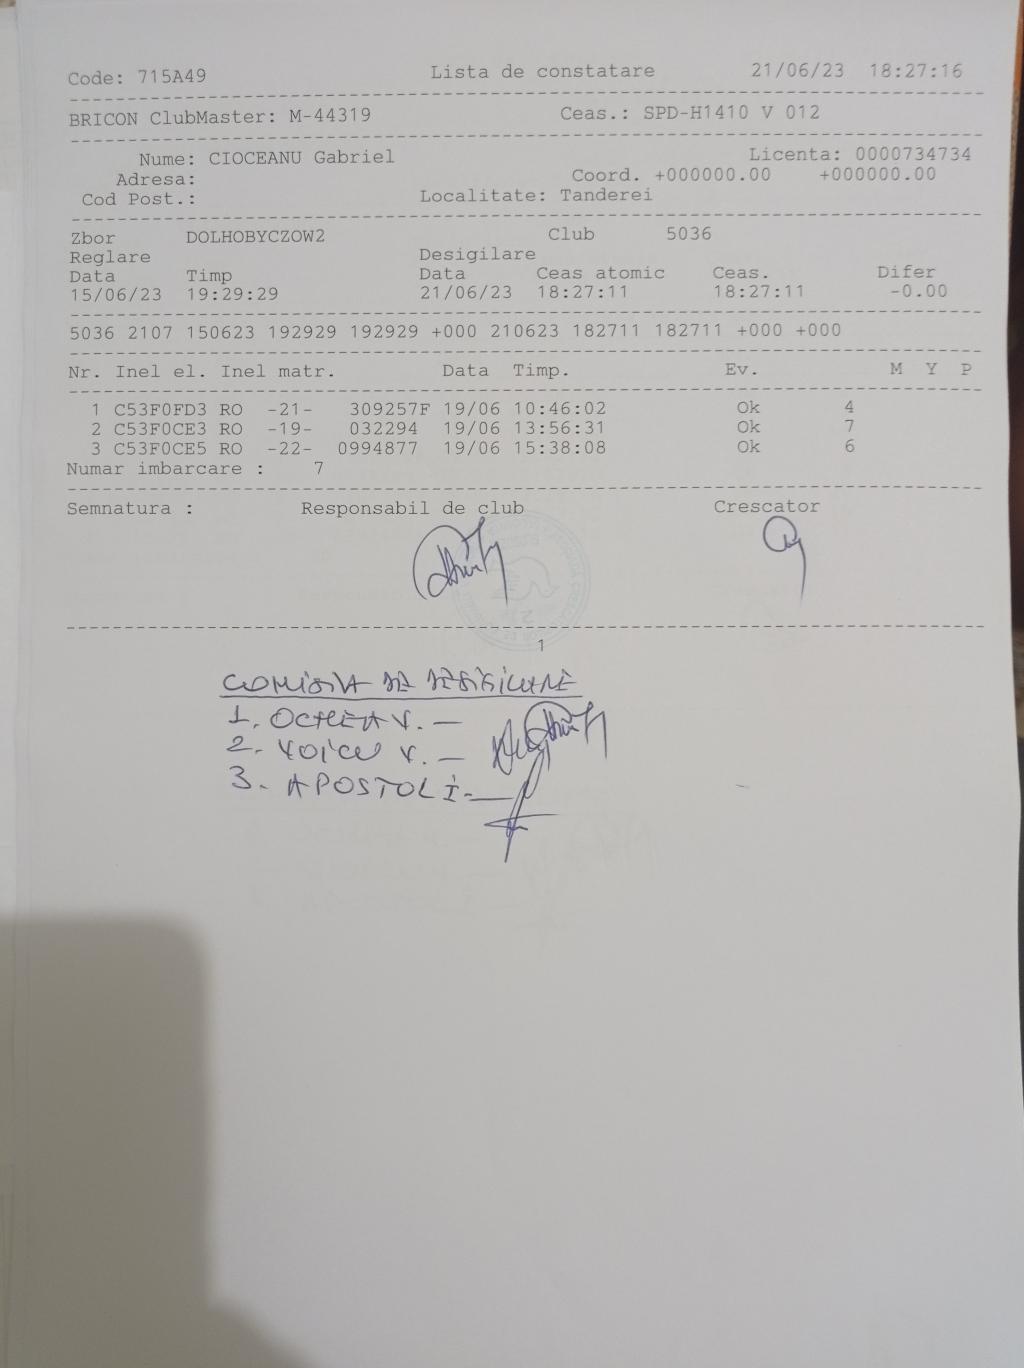 Code: 715A49 Lista de constatare 21/06/23 18:27:16
BRICON ClubMaster: M-44319 Ceas.: SPD-H1410 V 012
Nume: CIOCEANU Gabriel Licenta: 0000734734
Adresa: Coord. +000000.00 +000000.00
Cod Post.: Localitate: Tanderei
Zbor DOLHOBYCZOW2 Club 5036
Reglare Desigilare
Data Timp Data Ceas atomic Ceas. Difer
15/06/23 19:29:29 21/06/23 18:27:11 18:27:11 -0.00
5036 2107 150623 192929 192929 +000 210623 182711 182711 +000 +000
Nr. Inel el. Inel matr. Data Timp. Ev. M Y P
1 C53F0FD3 RO -21- 309257F 19/06 10:46:02 Ok 4
2 C53F0CE3 RO -19- 032294 19/06 13:56:31 Ok 7
3 C53F0CE5 RO -22- 0994877 19/06 15:38:08 Ok 6
Numar imbarcare : 7
Semnatura : Responsabil de club Crescator
1
COMISIA DE DESIGILARE
1. OCHEA V. —
2. VOICU V. —
3. APOSTOL I. —